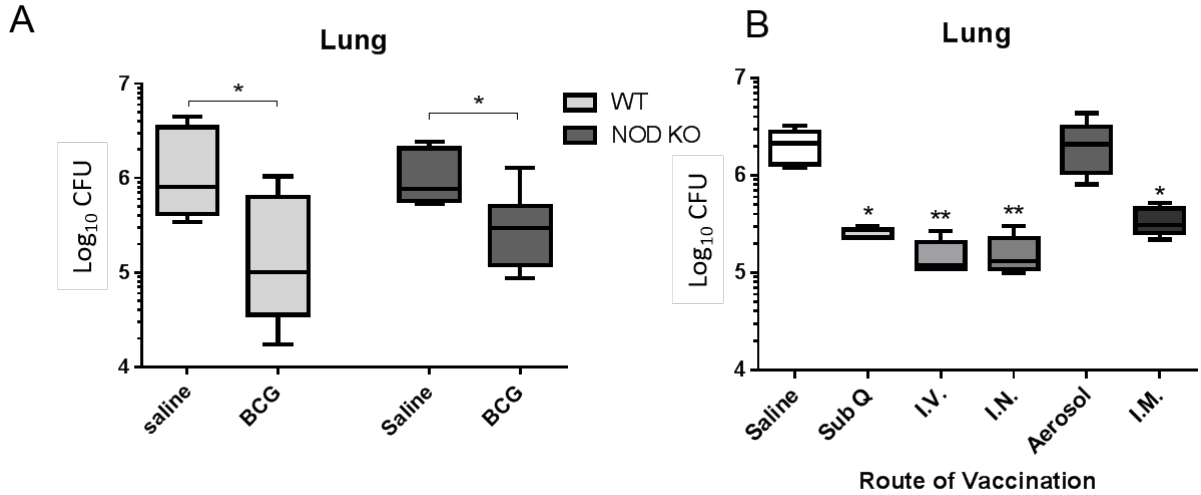 A
Lung
7
6
5
4
Log10 CFU
*
*
saline
BCG
Saline
BCG
WT
NOD KO
B
Lung
7
6
5
4
Log10 CFU
*
**
**
*
Saline
Sub Q
I.V.
I.N.
Aerosol
I.M.
Route of Vaccination